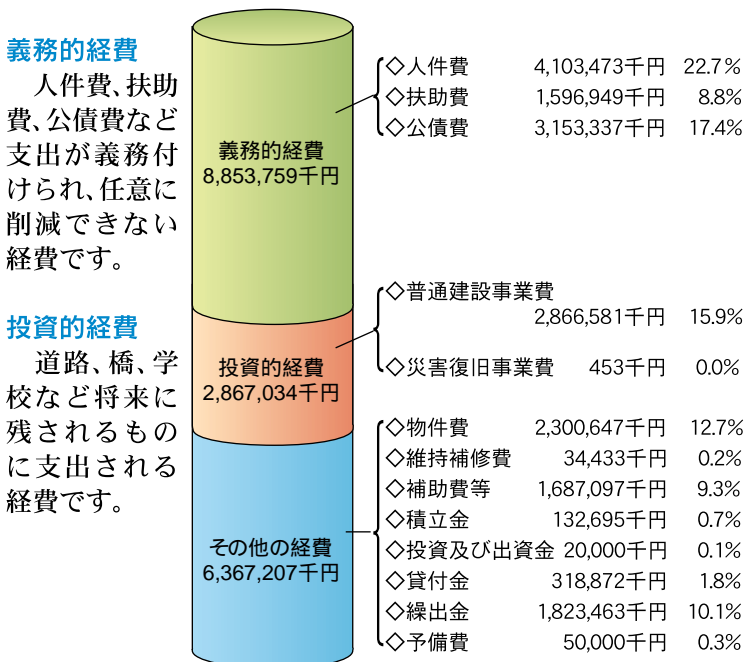 義務的経費
人件費、扶助
費、公債費など
支出が義務付
けられ、任意に
削減できない
経費です。
投資的経費
道路、橋、学
校など将来に
残されるもの
に支出される
経費です。
義務的経費
8,853,759千円
投資的経費
2,867,034千円
その他の経費
6,367,207千円
◇人件費 4,103,473千円 22.7%
◇扶助費 1,596,949千円 8.8%
◇公債費 3,153,337千円 17.4%
◇普通建設事業費
2,866,581千円 15.9%
◇災害復旧事業費 453千円 0.0%
◇物件費 2,300,647千円 12.7%
◇維持補修費 34,433千円 0.2%
◇補助費等 1,687,097千円 9.3%
◇積立金 132,695千円 0.7%
◇投資及び出資金 20,000千円 0.1%
◇貸付金 318,872千円 1.8%
◇繰出金 1,823,463千円 10.1%
◇予備費 50,000千円 0.3%